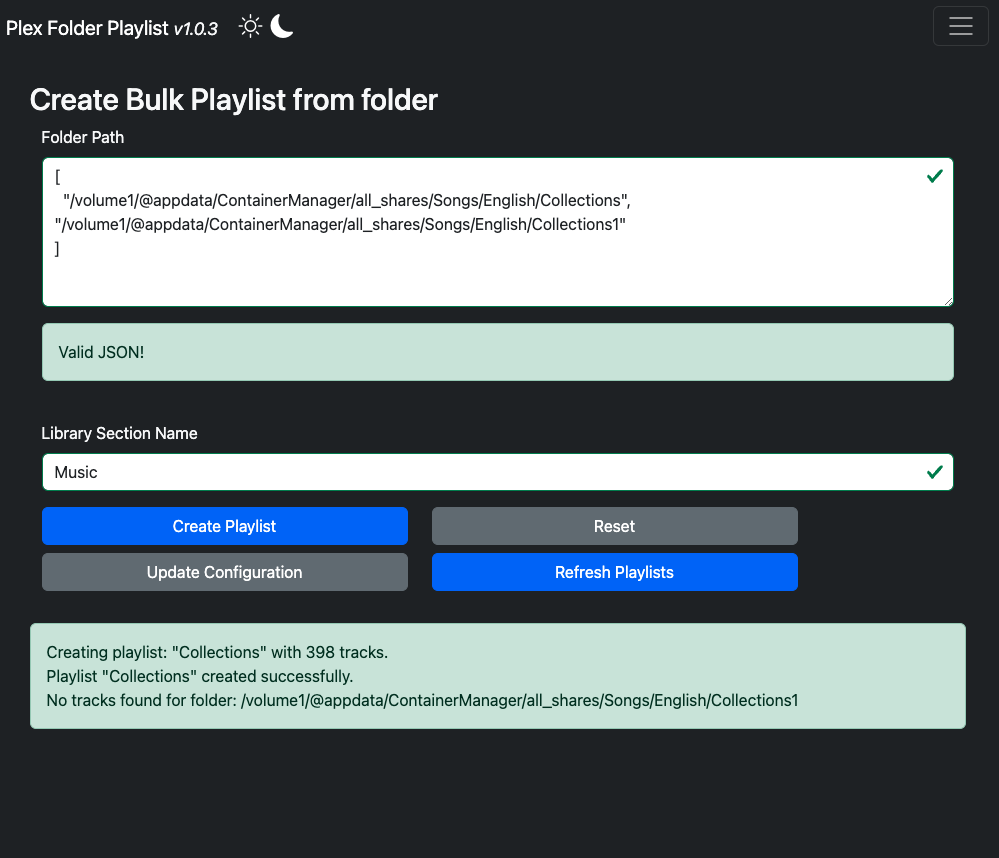 Plex Folder Playlist v1.0.3
Create Bulk Playlist from folder
Folder Path
[
"/volume1/@appdata/ContainerManager/all_shares/Songs/English/Collections",
"/volume1/@appdata/ContainerManager/all_shares/Songs/English/Collections1"
]
Valid JSON!
Library Section Name
Music
Create Playlist
Reset
Update Configuration
Refresh Playlists
Creating playlist: "Collections" with 398 tracks.
Playlist "Collections" created successfully.
No tracks found for folder: /volume1/@appdata/ContainerManager/all_shares/Songs/English/Collections1